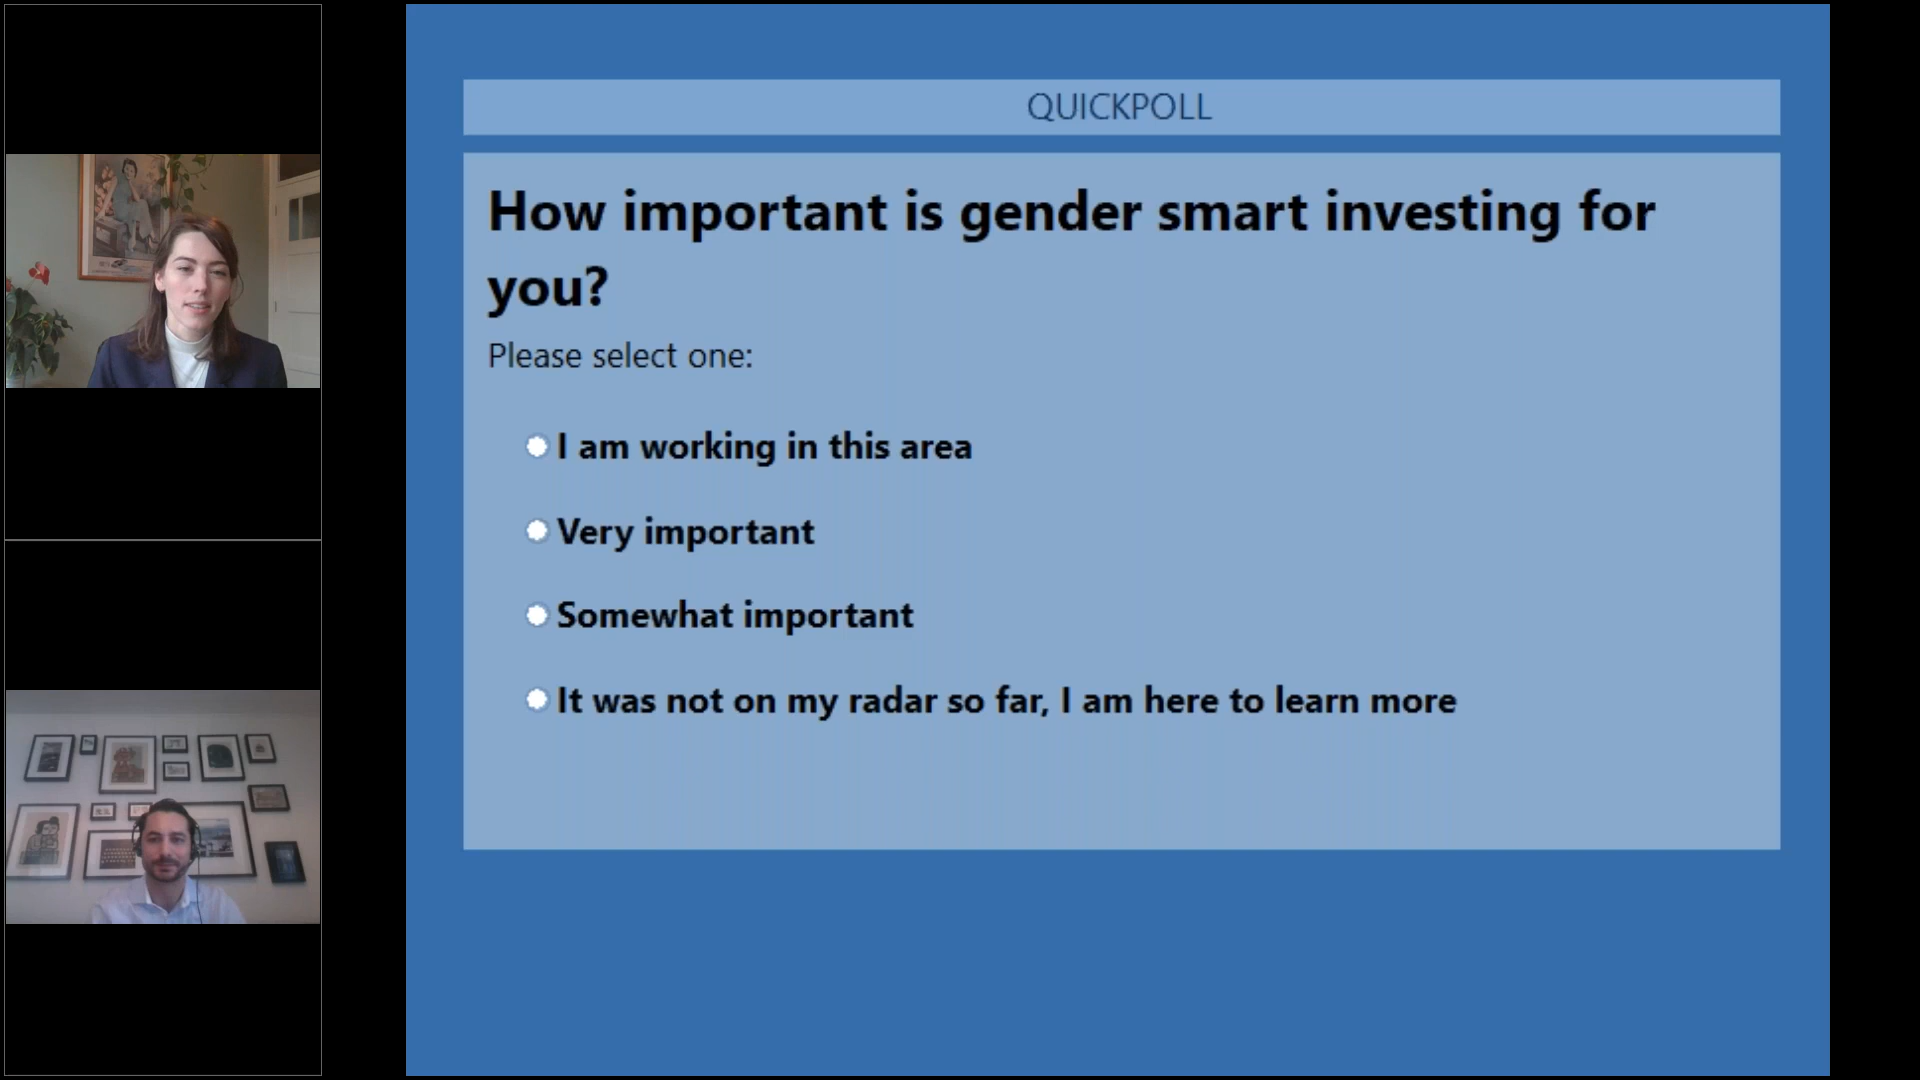 QUICKPOLL
How important is gender smart investing for
you?
Please select one:
I am working in this area
Very important
Somewhat important
It was not on my radar so far, I am here to learn more